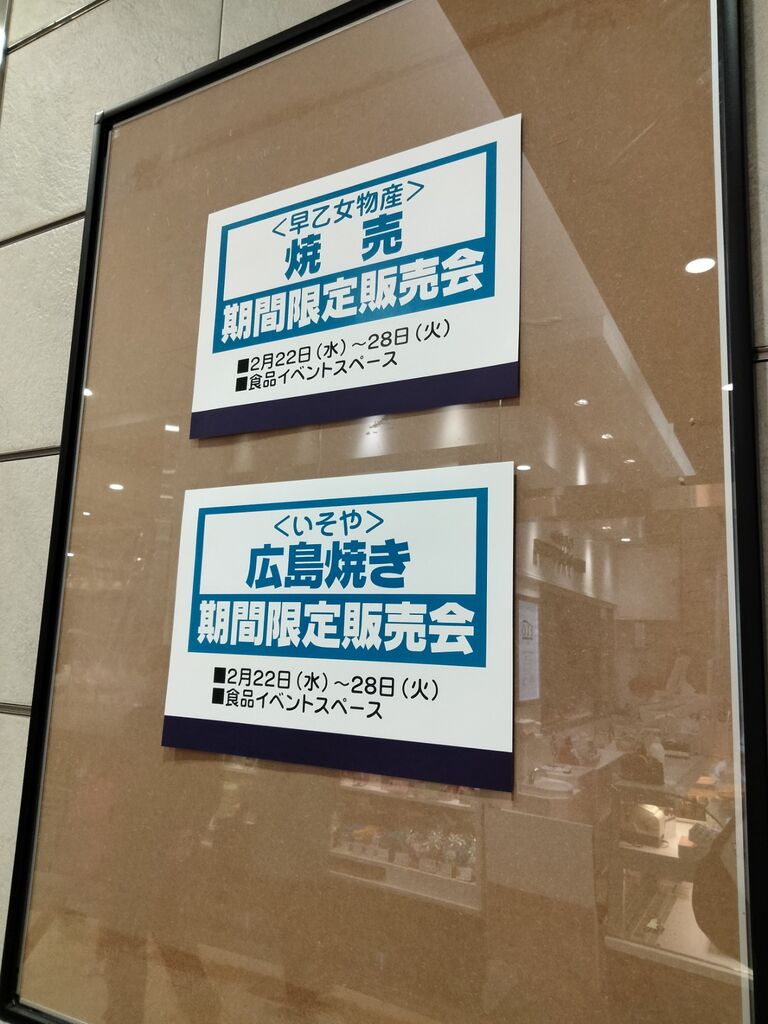 <早乙女物産>
焼 売
期間限定販売会
■2月22日(水)~28日(火)
■食品イベントスペース
<いそや>
広島焼き
期間限定販売会
■2月22日(水)~28日(火)
■食品イベントスペース